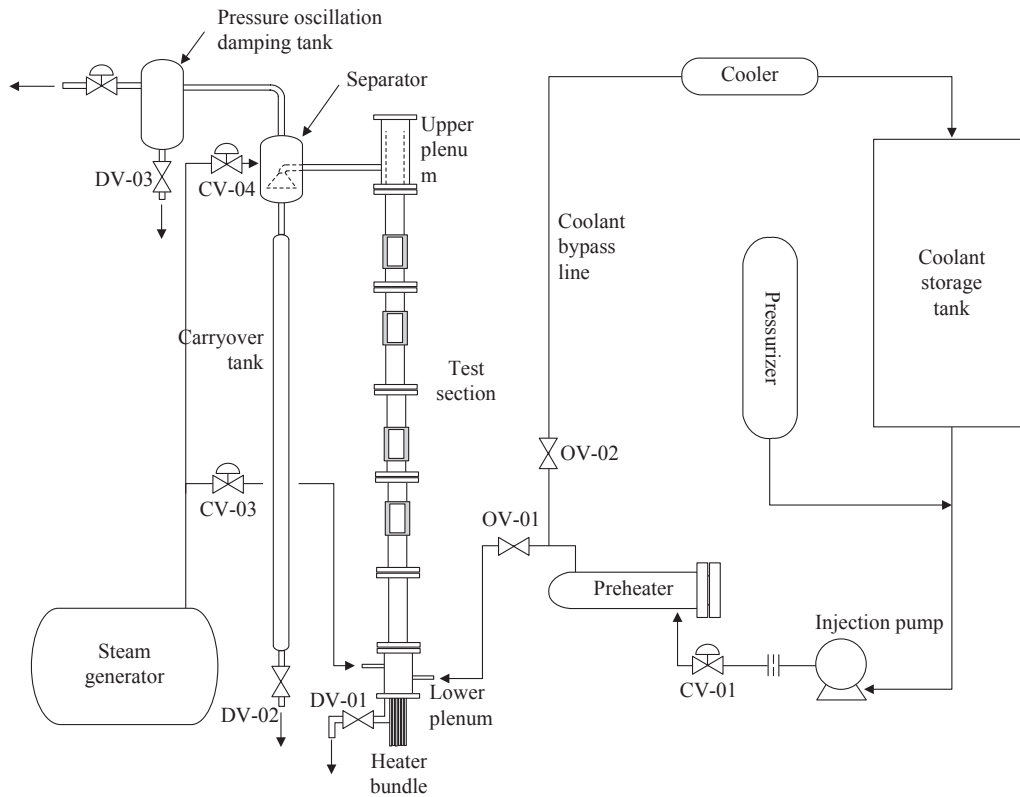 Pressure oscillation
damping tank
Separator
Cooler
Upper
plenu
m
DV-03
CV-04
Coolant
bypass
line
Coolant
storage
tank
Pressurizer
Carryover
tank
Test
section
OV-02
CV-03
OV-01
Preheater
Injection pump
Steam
generator
CV-01
DV-01
Lower
plenum
DV-02
Heater
bundle